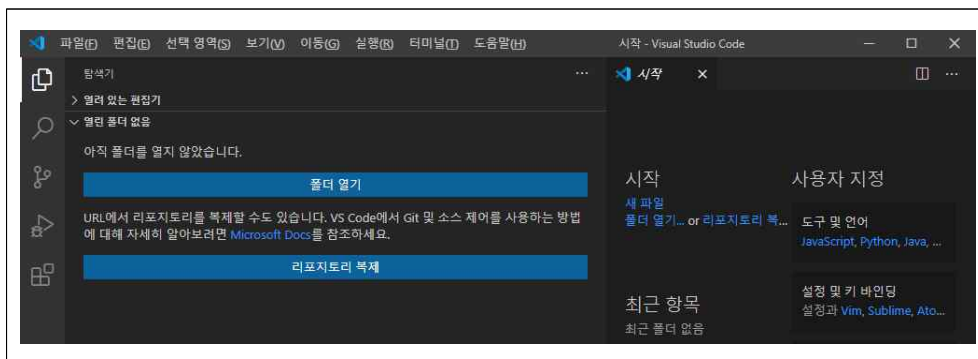 파일(F) 편집(E) 선택 영역(S) 보기(V) 이동(G) 실행(R) 터미널(T) 도움말(H) 시작 - Visual Studio Code
탐색기
열려 있는 편집기
열린 폴더 없음
아직 폴더를 열지 않았습니다.
폴더 열기
URL에서 리포지토리를 복제할 수도 있습니다. VS Code에서 Git 및 소스 제어를 사용하는 방법
에 대해 자세히 알아보려면 Microsoft Docs를 참조하세요.
리포지토리 복제
시작
시작
새 파일
폴더 열기... or 리포지토리 복...
최근 항목
최근 폴더 없음
사용자 지정
도구 및 언어
JavaScript, Python, Java, ...
설정 및 키 바인딩
설정과 Vim, Sublime, Ato...